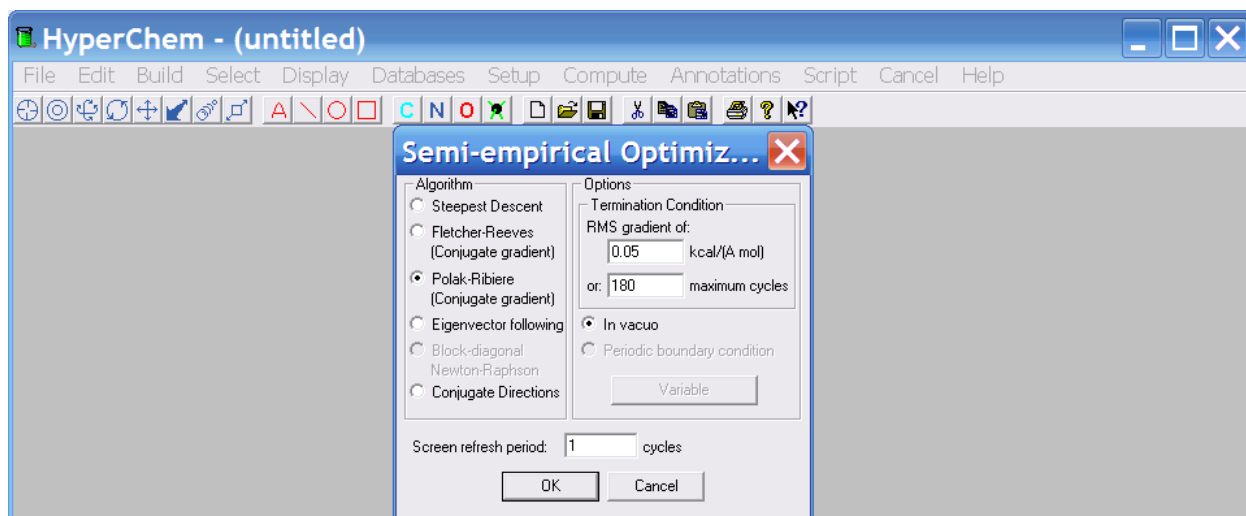 HyperChem - (untitled)
File Edit Build Select Display Databases Setup Compute Annotations Script Cancel Help
A C N O ? ?
Semi-empirical Optimiz...
Algorithm
Steepest Descent
Fletcher-Reeves
(Conjugate gradient)
Polak-Ribiere
(Conjugate gradient)
Eigenvector following
Block-diagonal
Newton-Raphson
Conjugate Directions
Options
Termination Condition
RMS gradient of:
0.05 kcal/(A mol)
or: 180 maximum cycles
In vacuo
Periodic boundary condition
Variable
Screen refresh period: 1 cycles
OK Cancel